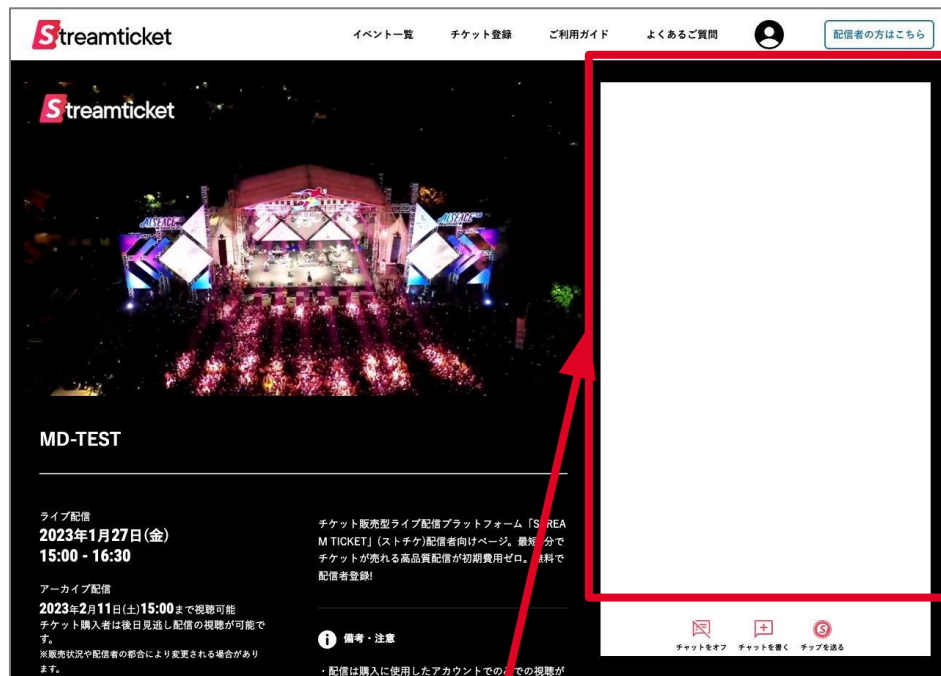 Streamticket
イベント一覧
チケット登録
ご利用ガイド
よくあるご質問
配信者の方はこちら
Streamticket
MD-TEST
ライブ配信
2023年1月27日(金)
15:00 - 16:30
アーカイブ配信
2023年2月11日(土)15:00まで視聴可能
チケット購入者は後日見逃し配信の視聴が可能で
す。
※販売状況や配信者の都合により変更される場合があり
ます。
チケット販売型ライブ配信プラットフォーム「S REA
M TICKET」(ストチケ)配信者向けページ。最短 分で
チケットが売れる高品質配信が初期費用ゼロ。無料で
配信者登録!
備考・注意
・配信は購入に使用したアカウントでの での視聴が
チャットをオフ
チャットを書く
チップを送る